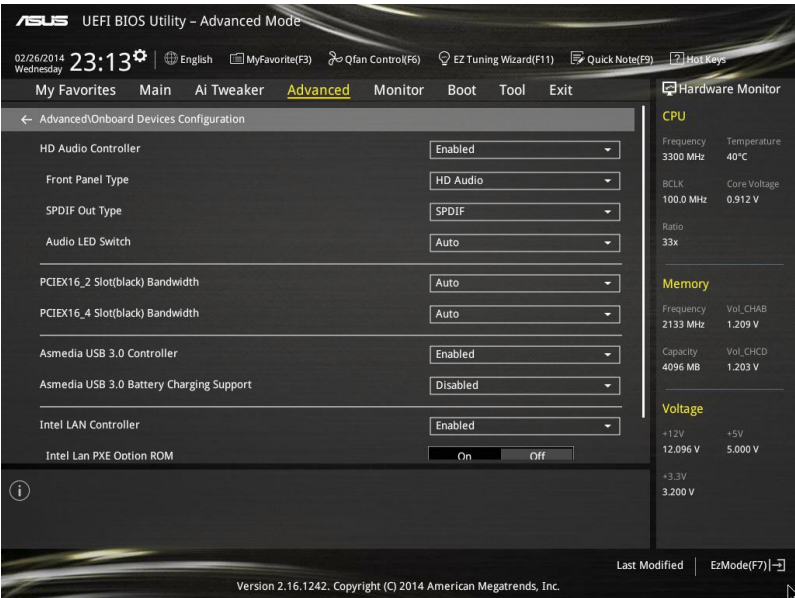 ASUS UEFI BIOS Utility – Advanced Mode
02/26/2014 Wednesday 23:13 English MyFavorite(F3) Qfan Control(F6) EZ Tuning Wizard(F11) Quick Note(F9) ? Hot Keys
My Favorites Main Ai Tweaker Advanced Monitor Boot Tool Exit
← Advanced\Onboard Devices Configuration
HD Audio Controller Enabled
Front Panel Type HD Audio
SPDIF Out Type SPDIF
Audio LED Switch Auto
PCIEX16_2 Slot(black) Bandwidth Auto
PCIEX16_4 Slot(black) Bandwidth Auto
Asmedia USB 3.0 Controller Enabled
Asmedia USB 3.0 Battery Charging Support Disabled
Intel LAN Controller Enabled
Intel Lan PXE Option ROM On Off
Hardware Monitor
CPU
Frequency Temperature
3300 MHz 40°C
BCLK Core Voltage
100.0 MHz 0.912 V
Ratio
33x
Memory
Frequency Vol_CHAB
2133 MHz 1.209 V
Capacity Vol_CHCD
4096 MB 1.203 V
Voltage
+12V +5V
12.096 V 5.000 V
+3.3V
3.200 V
Last Modified EzMode(F7)
Version 2.16.1242. Copyright (C) 2014 American Megatrends, Inc.